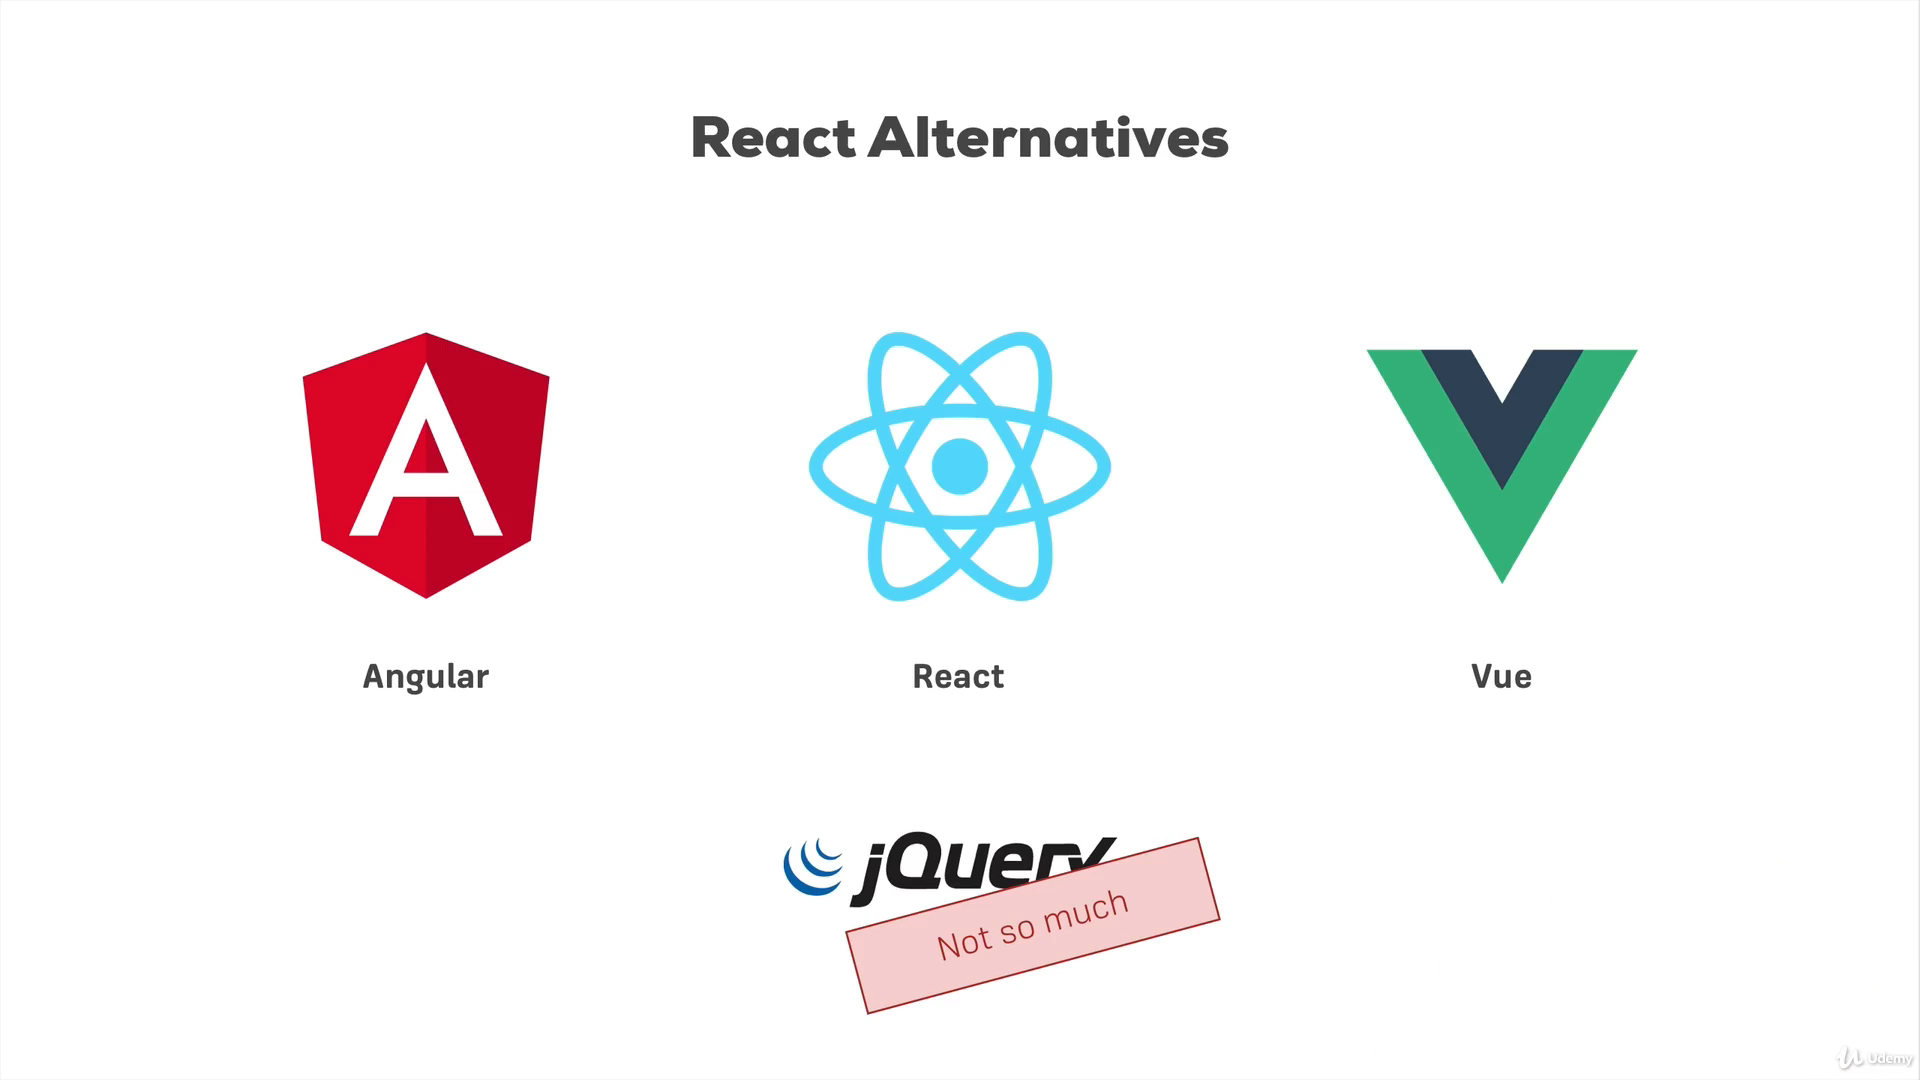 React Alternatives
Angular
React
Vue
jQuery
Not so much
Udemy